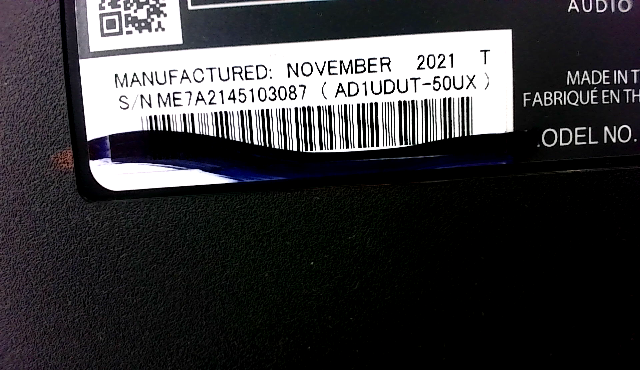 AUDIO
MANUFACTURED: NOVEMBER 2021 T
S/N ME7A2145103087 ( AD1UDUT-50UX )
MADE IN T
FABRIQUÉ EN TH
ODEL NO.